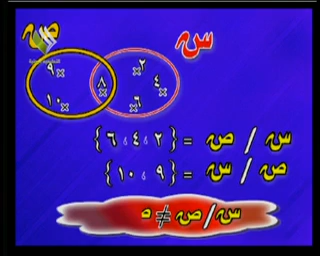 س ص
٢ ٤ ٨ ٩
٦ ١٠
س / ص = {٢ ، ٤ ، ٦}
ص / س = {٩ ، ١٠}
س/ص ≠